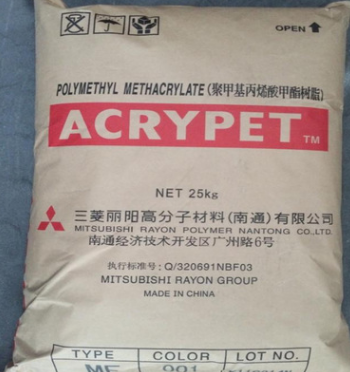 OPEN
POLYMETHYL METHACRYLATE (聚甲基丙烯酸甲酯树脂)
ACRYPET TM
NET 25kg
三菱丽阳高分子材料(南通)有限公司
MITSUBISHI RAYON POLYMER NANTONG CO.,LTD.
南通经济技术开发区广州路6号
执行标准号: Q/320691NBF03
MITSUBISHI RAYON GROUP
MADE IN CHINA
TYPE COLOR LOT NO.
MF 001